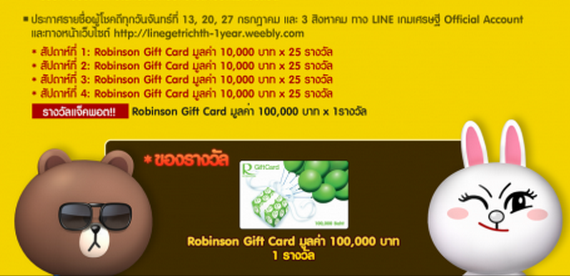 ▪ ประกาศรายชื่อผู้โชคดีทุกวันจันทร์ที่ 13, 20, 27 กรกฎาคม และ 3 สิงหาคม ทาง LINE เกมเศรษฐี Official Account
และทางหน้าเว็บไซต์ http://linegetrichth-1year.weebly.com
* สัปดาห์ที่ 1: Robinson Gift Card มูลค่า 10,000 บาท x 25 รางวัล
* สัปดาห์ที่ 2: Robinson Gift Card มูลค่า 10,000 บาท x 25 รางวัล
* สัปดาห์ที่ 3: Robinson Gift Card มูลค่า 10,000 บาท x 25 รางวัล
* สัปดาห์ที่ 4: Robinson Gift Card มูลค่า 10,000 บาท x 25 รางวัล
รางวัลแจ็คพอต!! Robinson Gift Card มูลค่า 100,000 บาท x 1รางวัล
* ของรางวัล
R GiftCard
Robinson Gift Card มูลค่า 100,000 บาท
1 รางวัล